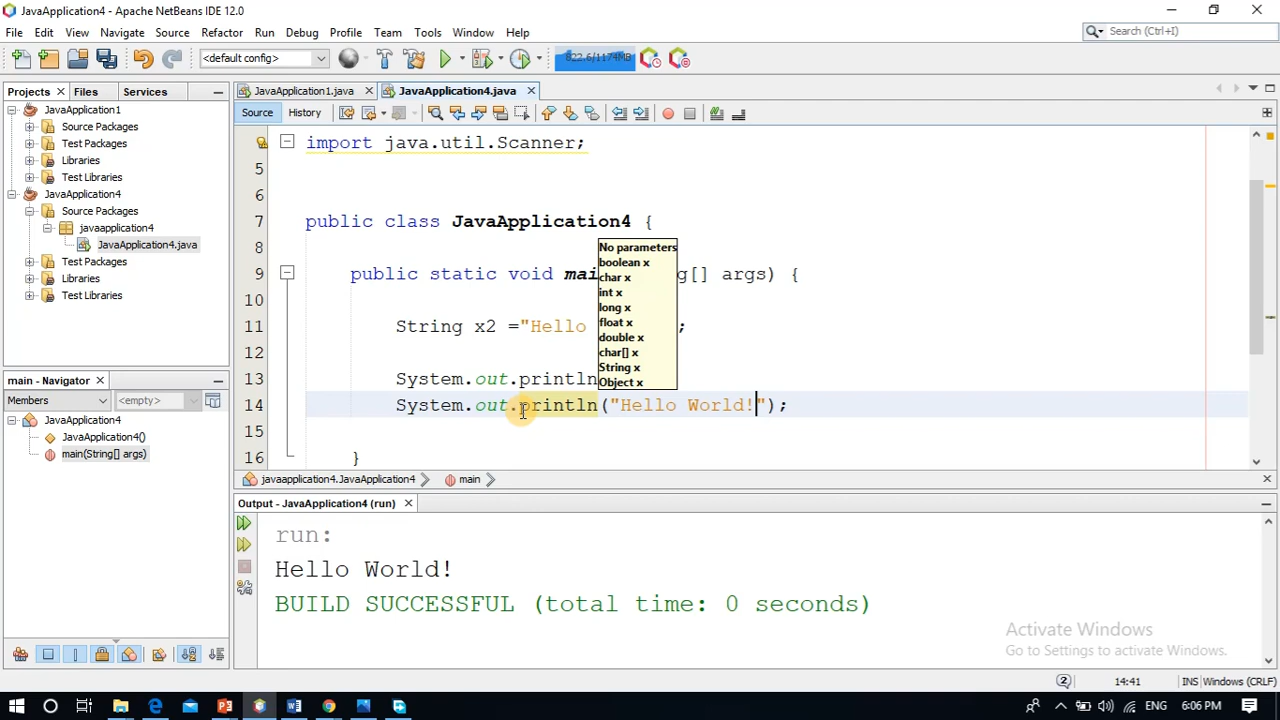 JavaApplication4 - Apache NetBeans IDE 12.0
File Edit View Navigate Source Refactor Run Debug Profile Team Tools Window Help
Search (Ctrl+I)
<default config>
822.6/1174MB
Projects Files Services
JavaApplication1
Source Packages
Test Packages
Libraries
Test Libraries
JavaApplication4
Source Packages
javaapplication4
JavaApplication4.java
Test Packages
Libraries
Test Libraries
main - Navigator
Members
<empty>
JavaApplication4
JavaApplication4()
main(String[] args)
JavaApplication1.java
JavaApplication4.java
Source History
import java.util.Scanner;
5
6
7 public class JavaApplication4 {
8
9 public static void mai g[] args) {
10
11 String x2 ="Hello ;
12
13 System.out.println
14 System.out.println("Hello World!");
15
16 }
No parameters
boolean x
char x
int x
long x
float x
double x
char[] x
String x
Object x
javaapplication4.JavaApplication4
main
Output - JavaApplication4 (run)
run:
Hello World!
BUILD SUCCESSFUL (total time: 0 seconds)
Activate Windows
Go to Settings to activate Windows.
2
14:41
INS
Windows (CRLF)
ENG
6:06 PM